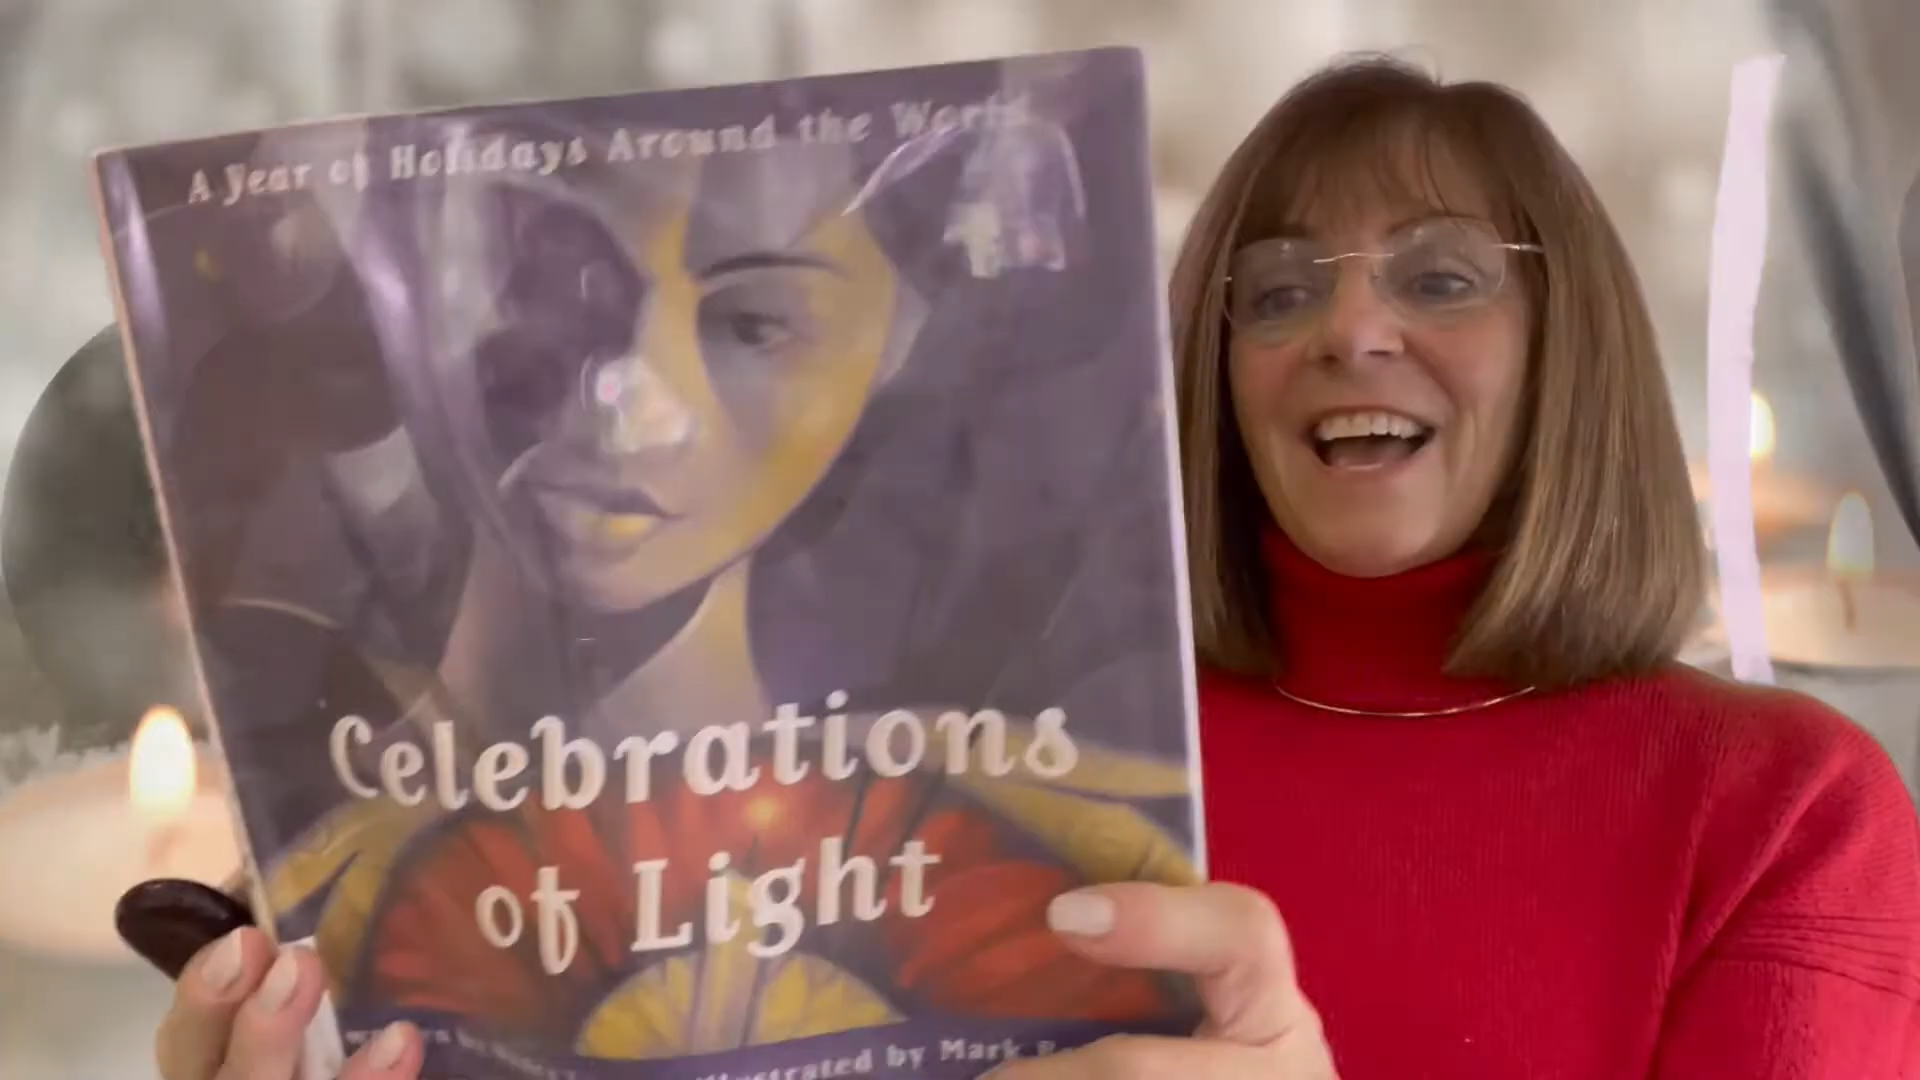 A Year of Holidays Around the World
Celebrations
of Light
illustrated by Mark